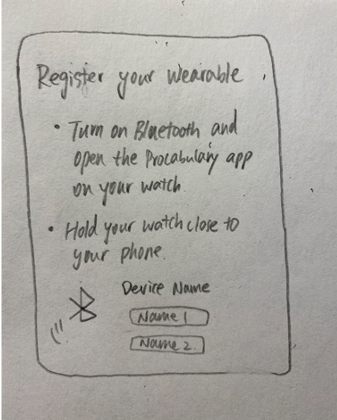 Register your Wearable
• Turn on Bluetooth and
open the Procabulary app
on your watch.
• Hold your watch close to
your phone.
Device Name
Name 1
Name 2